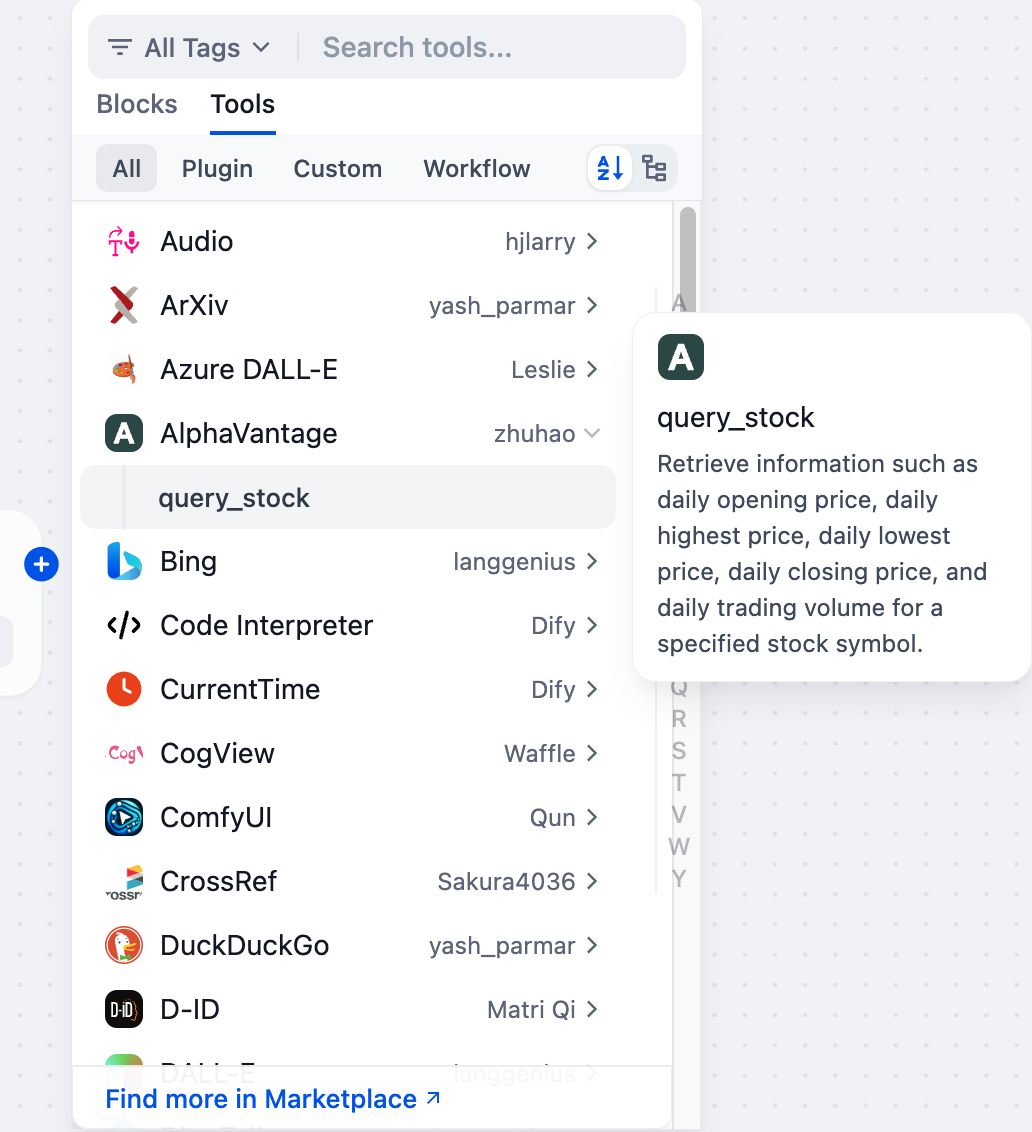 All Tags Search tools...
Blocks Tools
All Plugin Custom Workflow
Audio hjlarry
ArXiv yash_parmar
Azure DALL-E Leslie
AlphaVantage zhuhao
query_stock
Bing langgenius
Code Interpreter Dify
CurrentTime Dify
CogView Waffle
ComfyUI Qun
CrossRef Sakura4036
DuckDuckGo yash_parmar
D-ID Matri Qi
DALL-E langgenius
Find more in Marketplace
A
query_stock
Retrieve information such as
daily opening price, daily
highest price, daily lowest
price, daily closing price, and
daily trading volume for a
specified stock symbol.
Q
R
S
T
V
W
Y